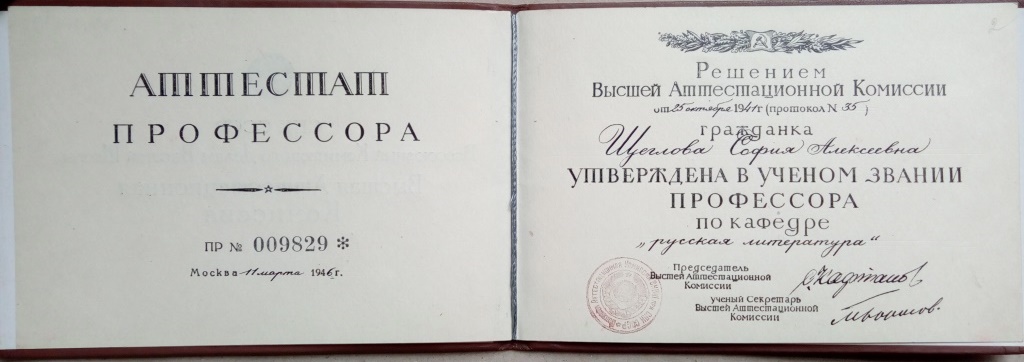 АТТЕСТАТ
ПРОФЕССОРА
ПР № 009829 *
Москва 11 марта 1946 г.
2
Решением
Высшей Аттестационной Комиссии
от 25 октября 1941 г. (протокол N 35)
гражданка
Щеглова София Алексеевна
УТВЕРЖДЕНА В УЧЕНОМ ЗВАНИИ
ПРОФЕССОРА
ПО КАФЕДРЕ
„русская литература“
Председатель
Высшей Аттестационной
Комиссии
С. Кафтанов
ученый Секретарь
Высшей Аттестационной
Комиссии